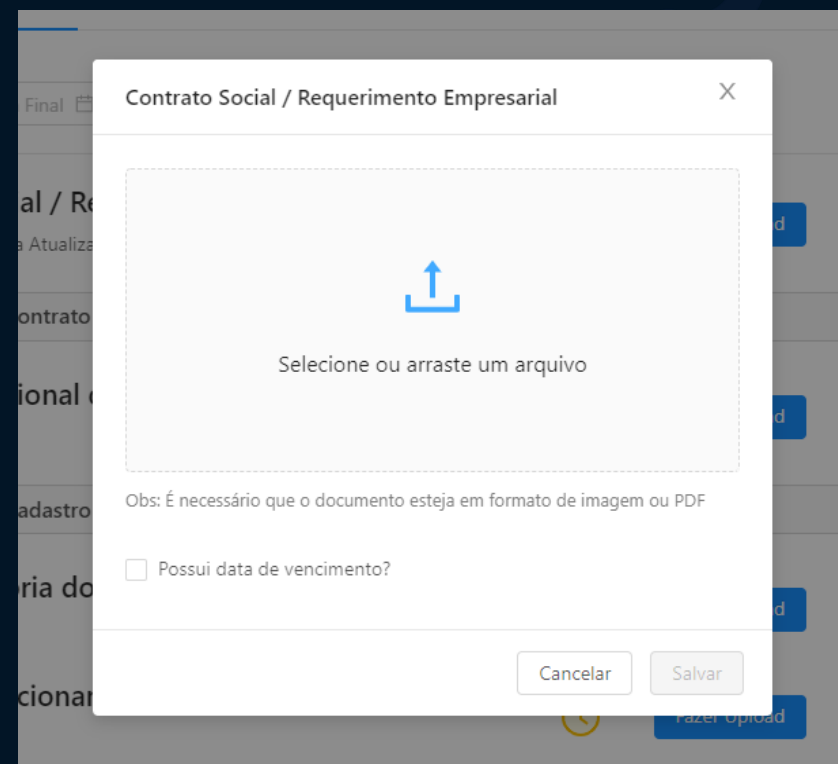 Contrato Social / Requerimento Empresarial
X
Final
al / Re
a Atualiza
d
Selecione ou arraste um arquivo
ontrato
ional
d
Obs: É necessário que o documento esteja em formato de imagem ou PDF
adastro
Possui data de vencimento?
ria do
d
Cancelar
Salvar
cionar
Fazer Upload